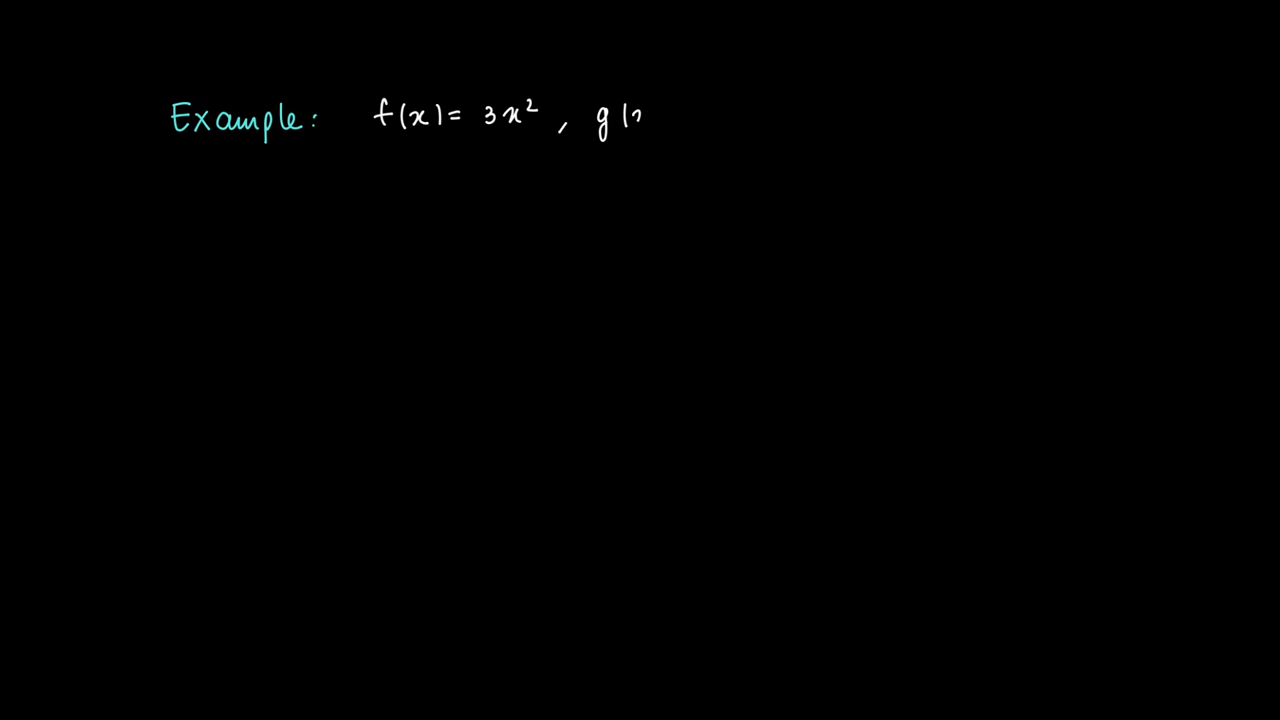 Example: f(x) = 3x², g(